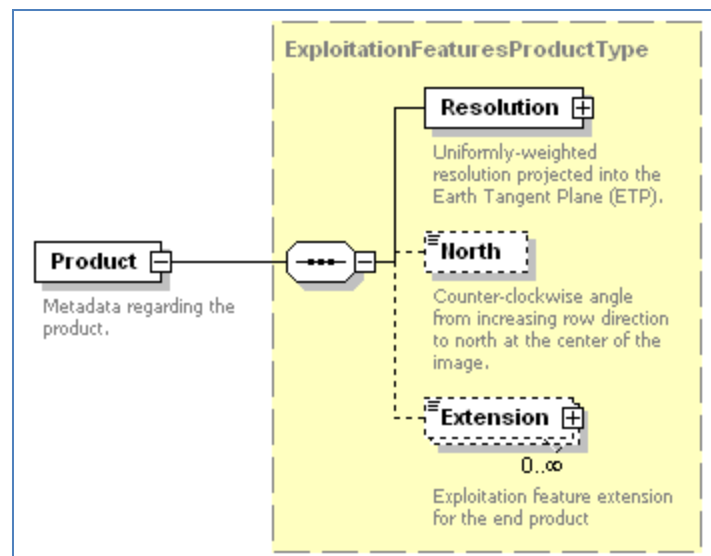 ExploitationFeaturesProductType
Resolution
Uniformly-weighted
resolution projected into the
Earth Tangent Plane (ETP).
Product
Metadata regarding the
product.
North
Counter-clockwise angle
from increasing row direction
to north at the center of the
image.
Extension
0..∞
Exploitation feature extension
for the end product